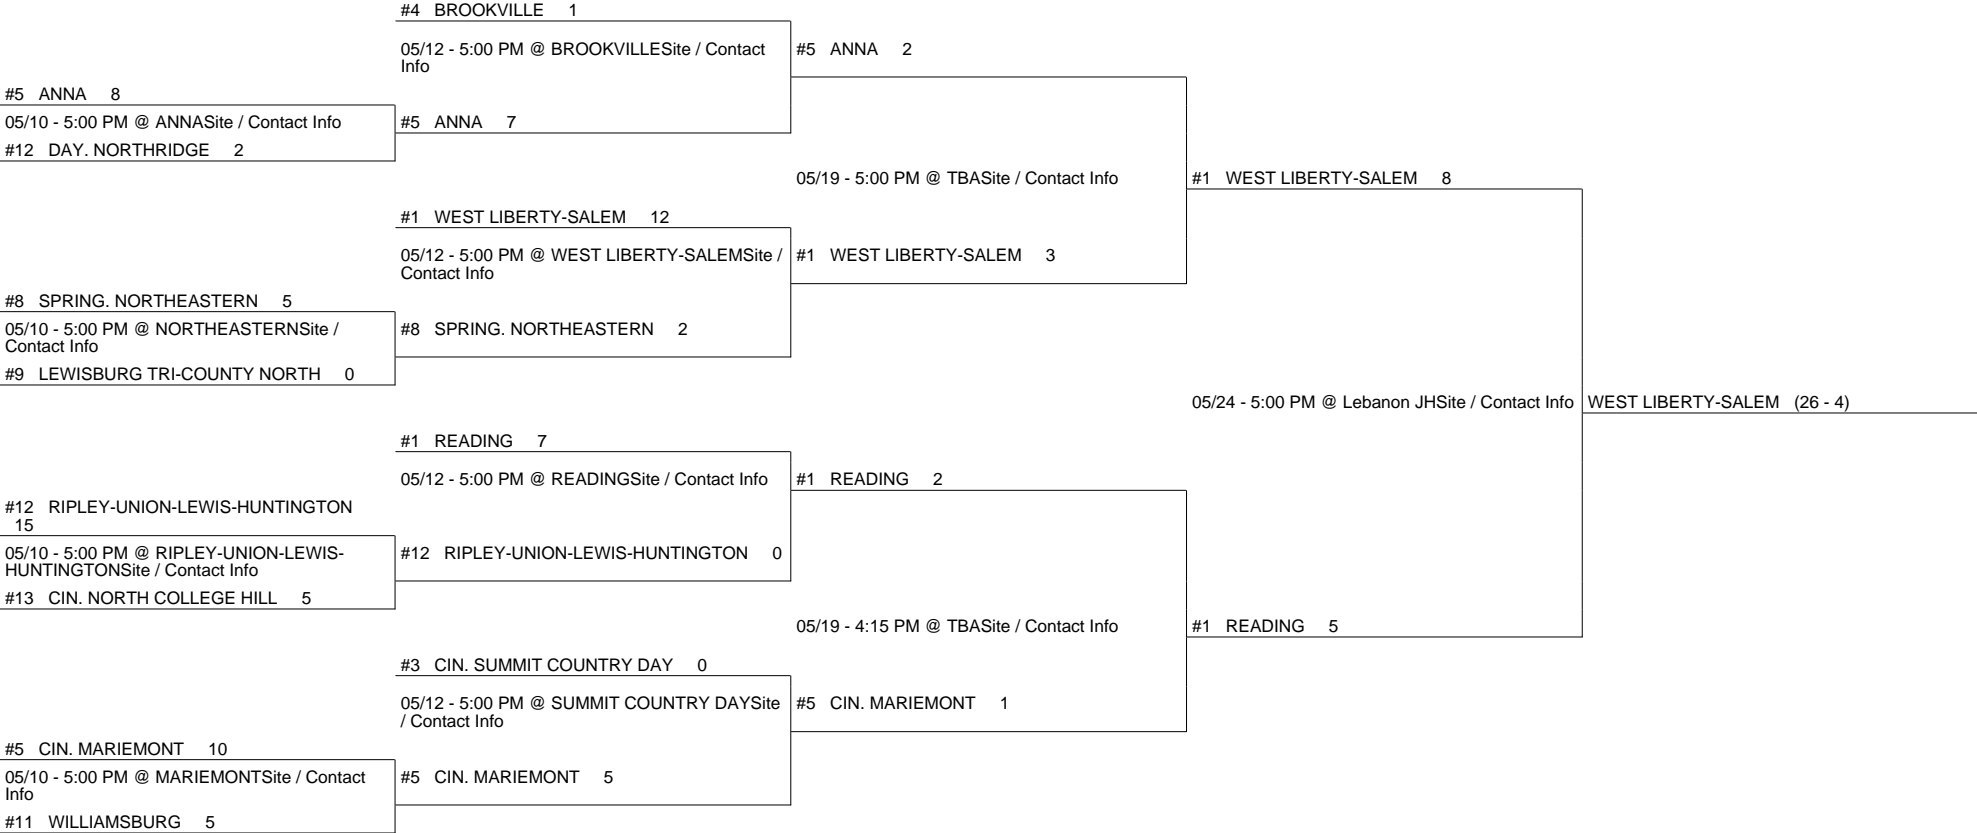 #4 BROOKVILLE 1
05/12 - 5:00 PM @ BROOKVILLESite / Contact
Info
#5 ANNA 2
#5 ANNA 8
05/10 - 5:00 PM @ ANNASite / Contact Info
#12 DAY. NORTHRIDGE 2
#5 ANNA 7
05/19 - 5:00 PM @ TBASite / Contact Info
#1 WEST LIBERTY-SALEM 8
#1 WEST LIBERTY-SALEM 12
05/12 - 5:00 PM @ WEST LIBERTY-SALEMSite /
Contact Info
#1 WEST LIBERTY-SALEM 3
#8 SPRING. NORTHEASTERN 5
05/10 - 5:00 PM @ NORTHEASTERNSite /
Contact Info
#9 LEWISBURG TRI-COUNTY NORTH 0
#8 SPRING. NORTHEASTERN 2
05/24 - 5:00 PM @ Lebanon JHSite / Contact Info
WEST LIBERTY-SALEM (26 - 4)
#1 READING 7
05/12 - 5:00 PM @ READINGSite / Contact Info
#1 READING 2
#12 RIPLEY-UNION-LEWIS-HUNTINGTON
15
05/10 - 5:00 PM @ RIPLEY-UNION-LEWIS-
HUNTINGTONSite / Contact Info
#13 CIN. NORTH COLLEGE HILL 5
#12 RIPLEY-UNION-LEWIS-HUNTINGTON 0
05/19 - 4:15 PM @ TBASite / Contact Info
#1 READING 5
#3 CIN. SUMMIT COUNTRY DAY 0
05/12 - 5:00 PM @ SUMMIT COUNTRY DAYSite
/ Contact Info
#5 CIN. MARIEMONT 1
#5 CIN. MARIEMONT 10
05/10 - 5:00 PM @ MARIEMONTSite / Contact
Info
#11 WILLIAMSBURG 5
#5 CIN. MARIEMONT 5